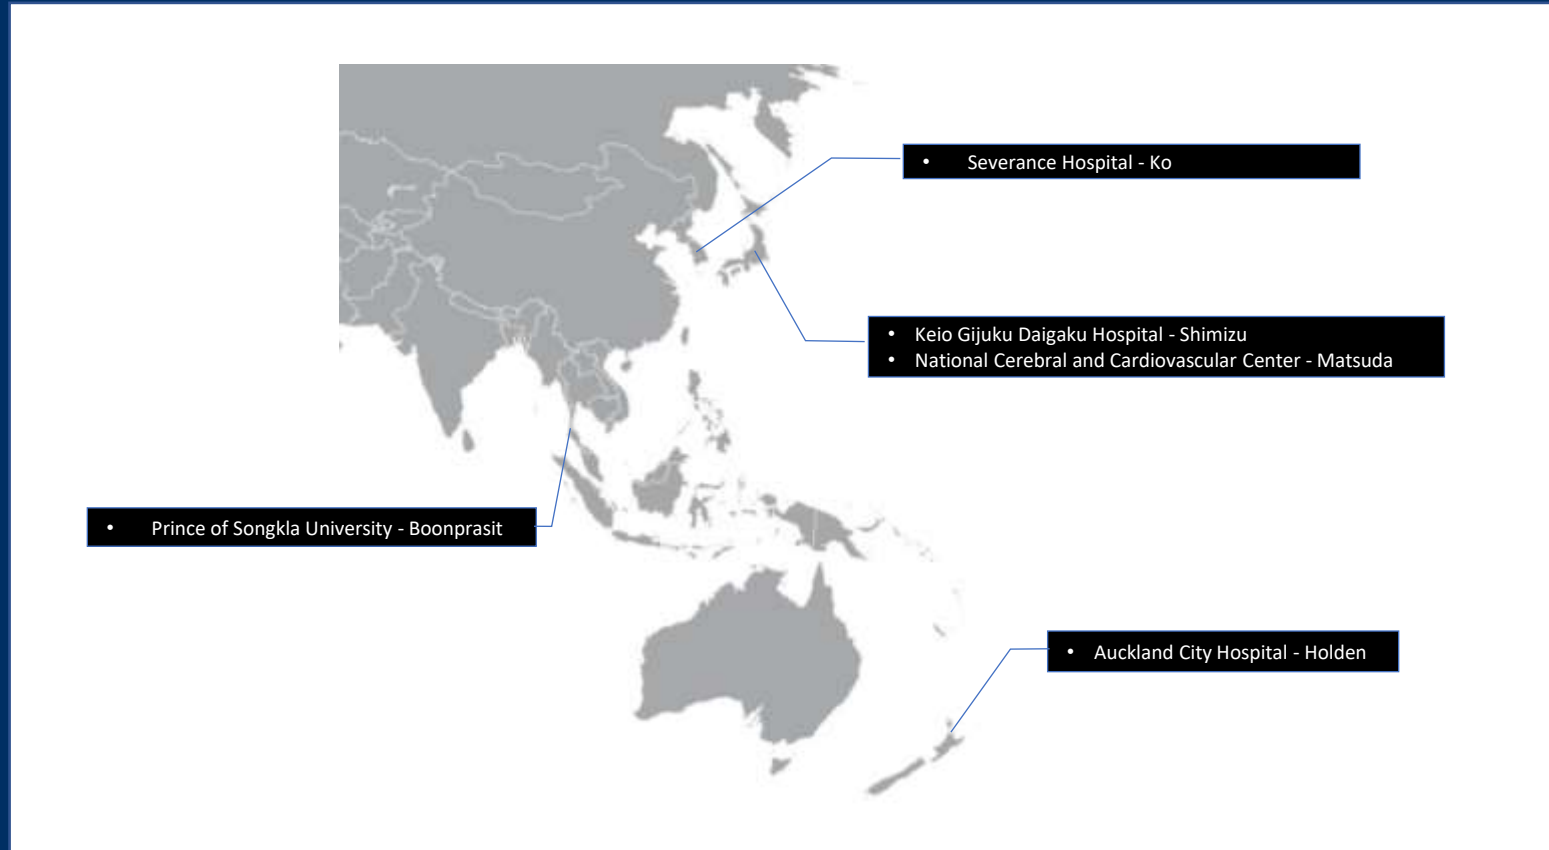 • Severance Hospital - Ko
• Keio Gijuku Daigaku Hospital - Shimizu
• National Cerebral and Cardiovascular Center - Matsuda
• Prince of Songkla University - Boonprasit
• Auckland City Hospital - Holden